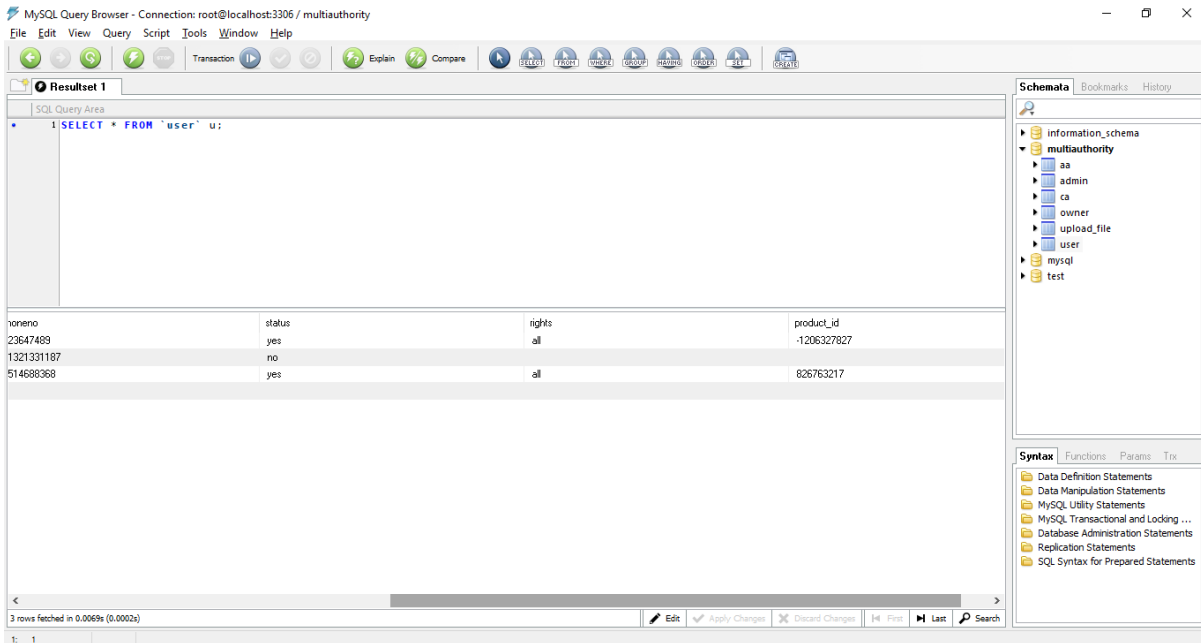 MySQL Query Browser - Connection: root@localhost:3306 / multiauthority
File Edit View Query Script Tools Window Help
Transaction Explain Compare SELECT FROM WHERE GROUP HAVING ORDER SET CREATE
Resultset 1
SQL Query Area
1 SELECT * FROM `user` u;
honeno status rights product_id
23647489 yes all -1206327827
1321331187 no
514688368 yes all 826763217
3 rows fetched in 0.0069s (0.0002s)
Edit Apply Changes Discard Changes First Last Search
1: 1
Schemata Bookmarks History
information_schema
multiauthority
aa
admin
ca
owner
upload_file
user
mysql
test
Syntax Functions Params Trx
Data Definition Statements
Data Manipulation Statements
MySQL Utility Statements
MySQL Transactional and Locking ...
Database Administration Statements
Replication Statements
SQL Syntax for Prepared Statements